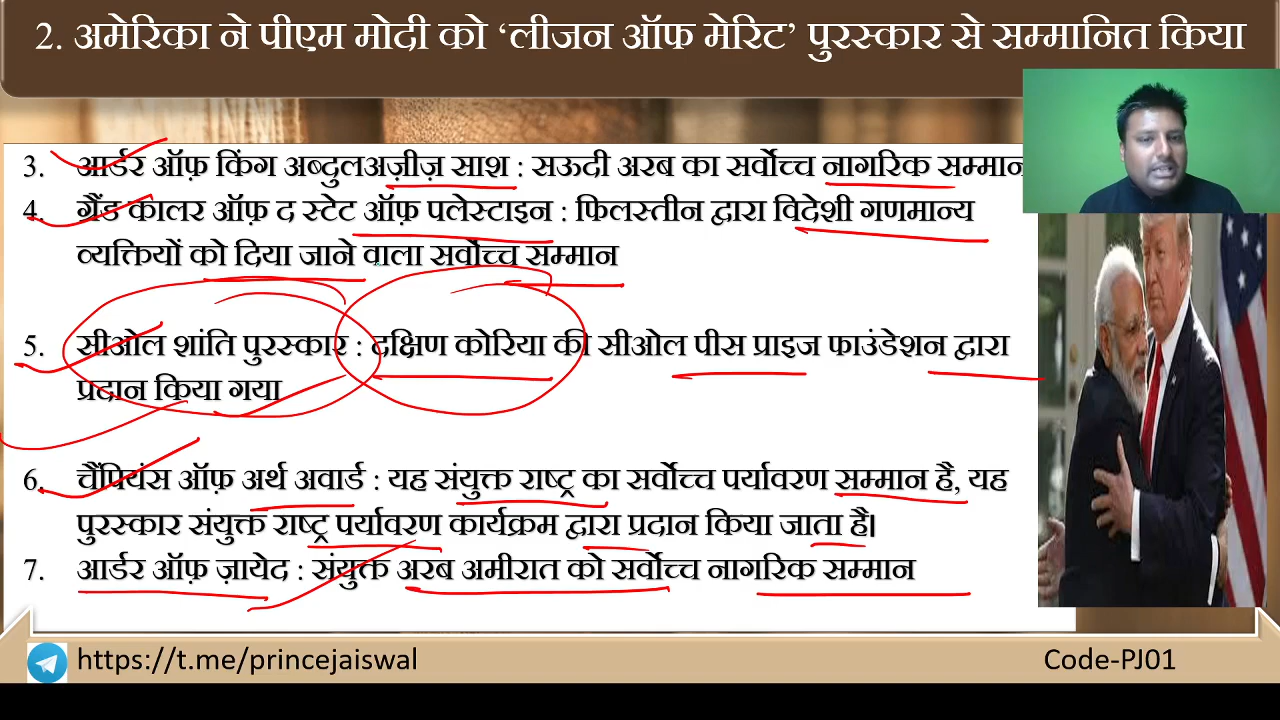 2. अमेरिका ने पीएम मोदी को ‘लीजन ऑफ मेरिट’ पुरस्कार से सम्मानित किया
3. आर्डर ऑफ़ किंग अब्दुलअज़ीज़ साश : सऊदी अरब का सर्वोच्च नागरिक सम्मान
4. ग्रैंड कालर ऑफ़ द स्टेट ऑफ़ पलेस्टाइन : फिलस्तीन द्वारा विदेशी गणमान्य
व्यक्तियों को दिया जाने वाला सर्वोच्च सम्मान
5. सीओल शांति पुरस्कार : दक्षिण कोरिया की सीओल पीस प्राइज फाउंडेशन द्वारा
प्रदान किया गया
6. चैंपियंस ऑफ़ अर्थ अवार्ड : यह संयुक्त राष्ट्र का सर्वोच्च पर्यावरण सम्मान है, यह
पुरस्कार संयुक्त राष्ट्र पर्यावरण कार्यक्रम द्वारा प्रदान किया जाता है।
7. आर्डर ऑफ़ ज़ायेद : संयुक्त अरब अमीरात को सर्वोच्च नागरिक सम्मान
https://t.me/princejaiswal
Code-PJ01